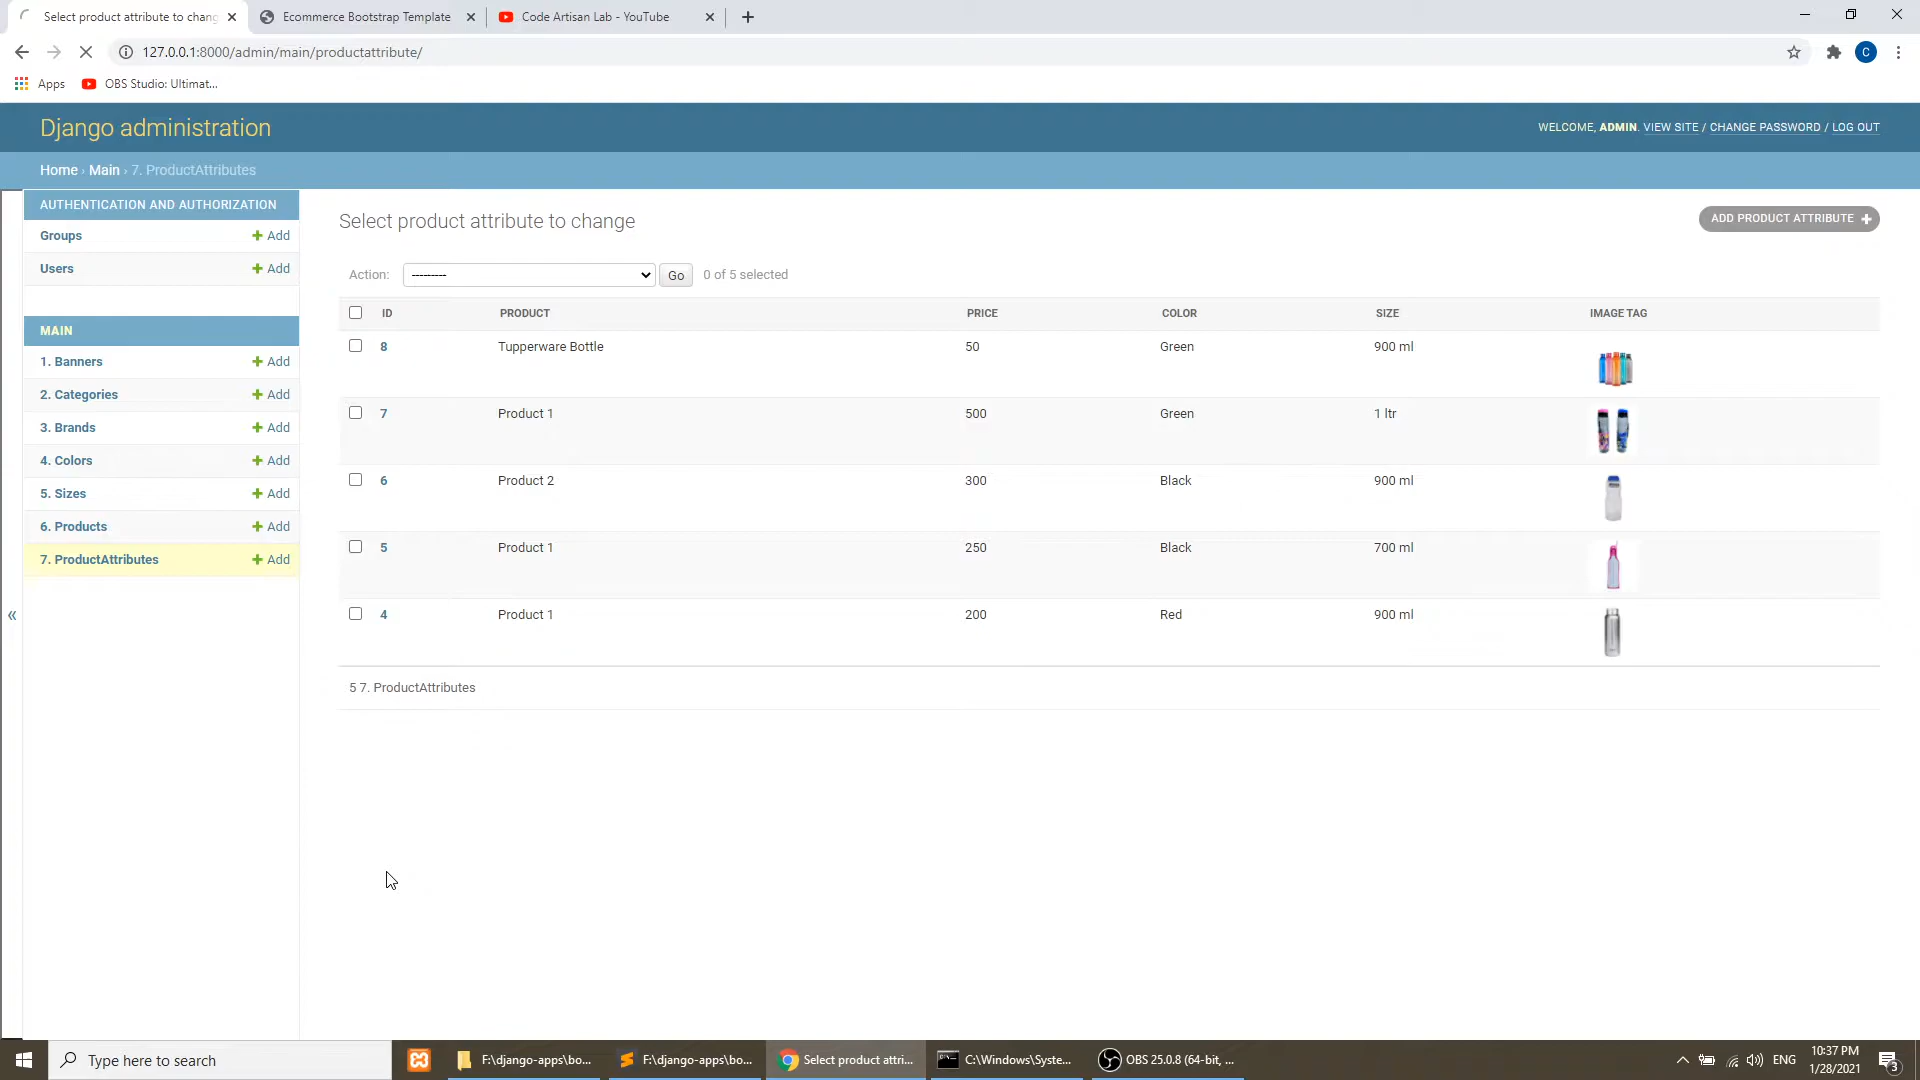 Select product attribute to chang
Ecommerce Bootstrap Template
Code Artisan Lab - YouTube
127.0.0.1:8000/admin/main/productattribute/
C
Apps
OBS Studio: Ultimat...
Django administration
WELCOME, ADMIN. VIEW SITE / CHANGE PASSWORD / LOG OUT
Home › Main › 7. ProductAttributes
AUTHENTICATION AND AUTHORIZATION
Groups + Add
Users + Add
MAIN
1. Banners + Add
2. Categories + Add
3. Brands + Add
4. Colors + Add
5. Sizes + Add
6. Products + Add
7. ProductAttributes + Add
«
Select product attribute to change
ADD PRODUCT ATTRIBUTE +
Action: --------- Go 0 of 5 selected
ID PRODUCT PRICE COLOR SIZE IMAGE TAG
8 Tupperware Bottle 50 Green 900 ml
7 Product 1 500 Green 1 ltr
6 Product 2 300 Black 900 ml
5 Product 1 250 Black 700 ml
4 Product 1 200 Red 900 ml
5 7. ProductAttributes
Type here to search
F:\django-apps\bo...
F:\django-apps\bo...
Select product attri...
C:\Windows\Syste...
OBS 25.0.8 (64-bit, ...
ENG
10:37 PM
1/28/2021
3